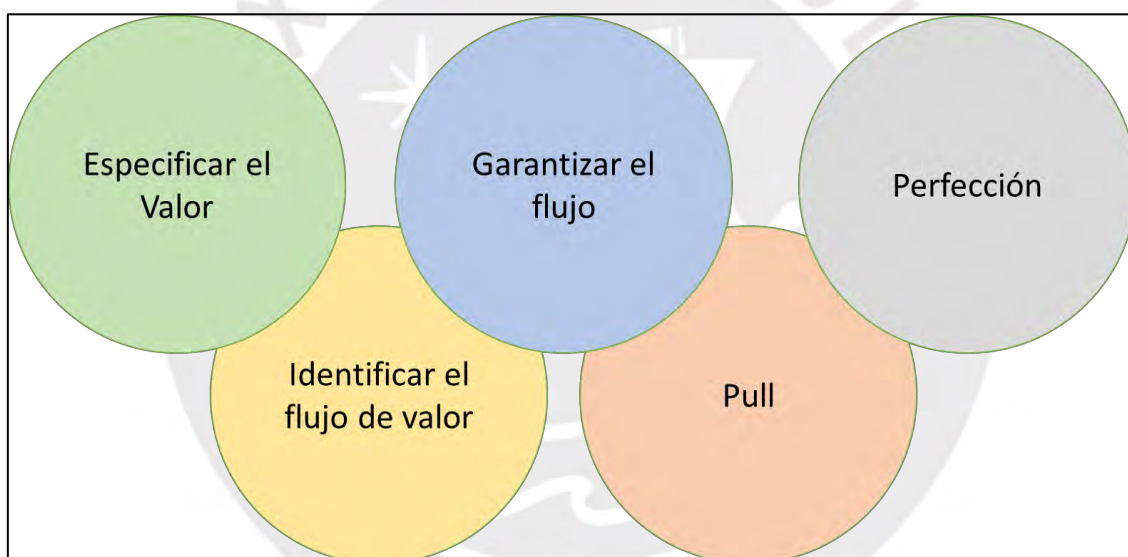 Especificar el
Valor
Identificar el
flujo de valor
Garantizar el
flujo
Pull
Perfección